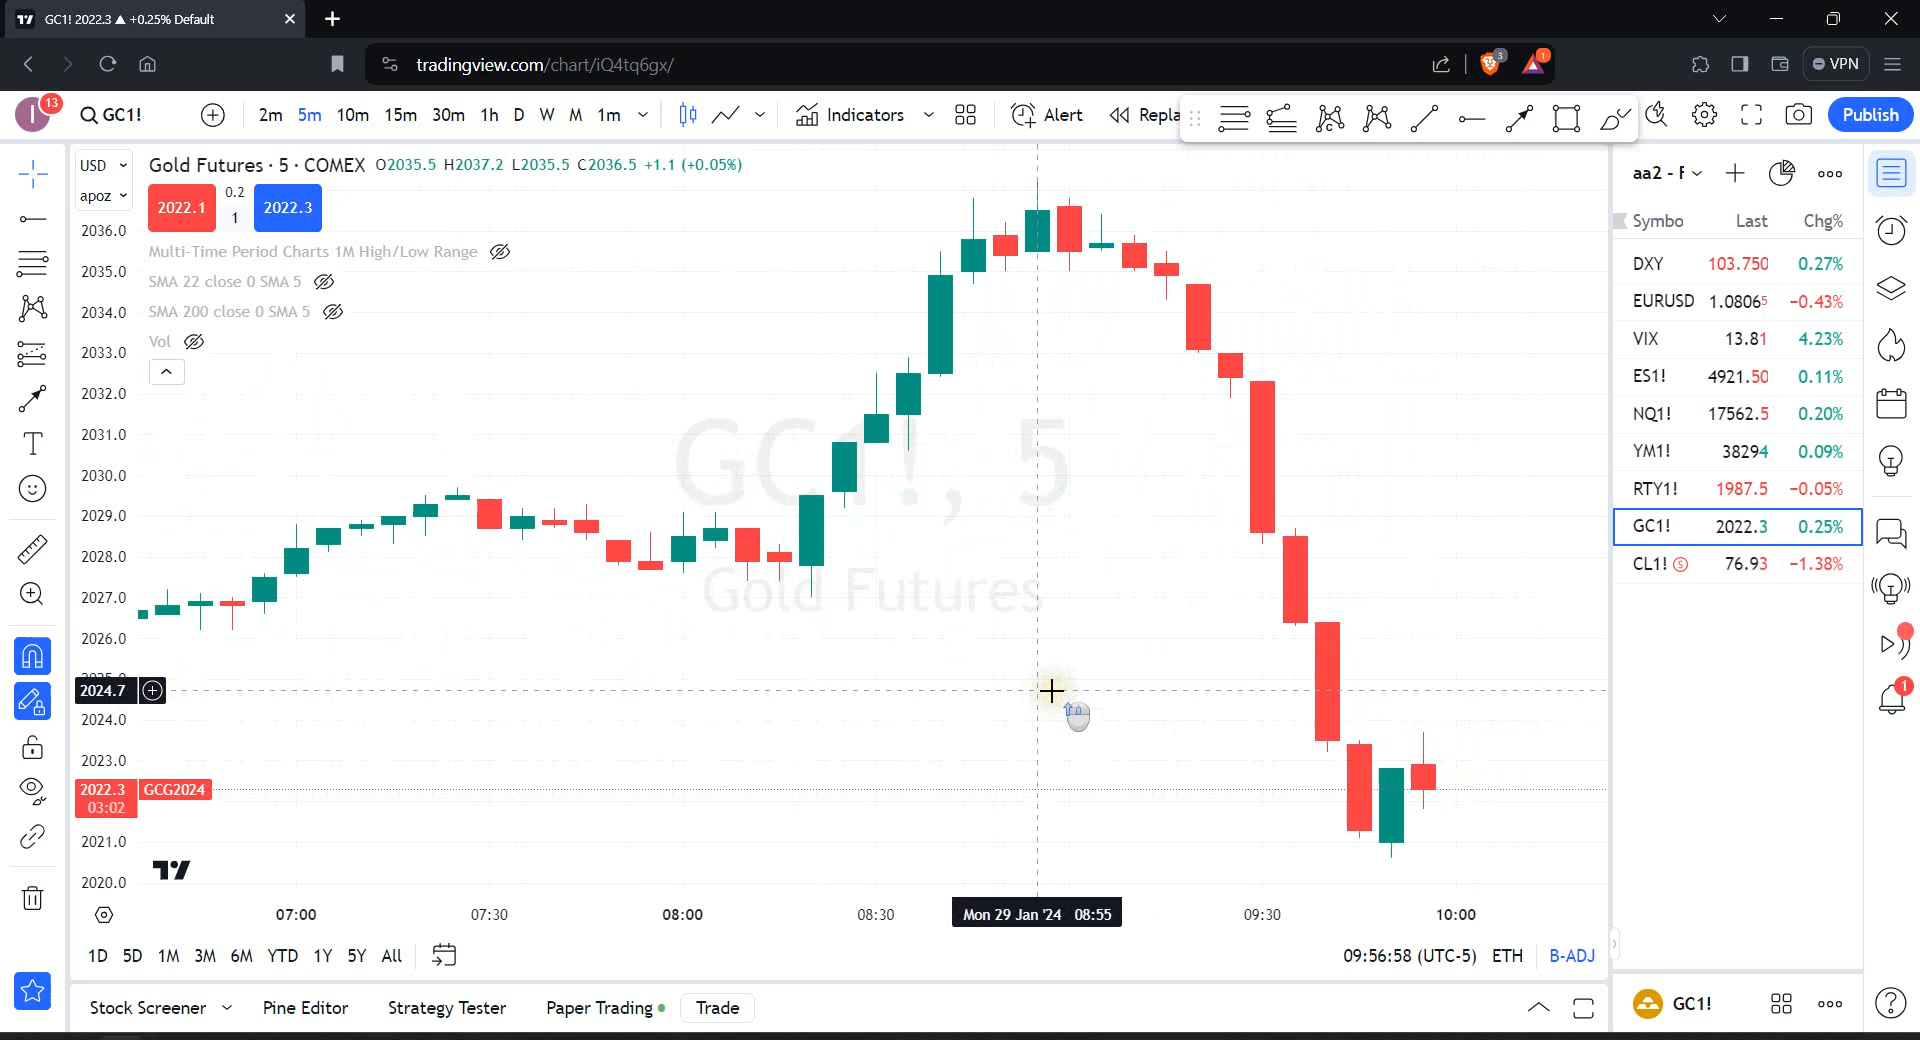 GC1! 2022.3 ▲ +0.25% Default
tradingview.com/chart/iQ4tq6gx/
3
1
VPN
I
13
GC1!
2m 5m 10m 15m 30m 1h D W M 1m
Indicators
Alert
Repla
Publish
USD
apoz
Gold Futures · 5 · COMEX O2035.5 H2037.2 L2035.5 C2036.5 +1.1 (+0.05%)
2022.1
0.2
1
2022.3
Multi-Time Period Charts 1M High/Low Range
SMA 22 close 0 SMA 5
SMA 200 close 0 SMA 5
Vol
GC1!, 5
Gold Futures
2036.0
2035.0
2034.0
2033.0
2032.0
2031.0
2030.0
2029.0
2028.0
2027.0
2026.0
2024.7
2024.0
2023.0
2022.3 GCG2024
03:02
2021.0
2020.0
07:00 07:30 08:00 08:30 Mon 29 Jan '24 08:55 09:30 10:00
1D 5D 1M 3M 6M YTD 1Y 5Y All
09:56:58 (UTC-5) ETH B-ADJ
Stock Screener Pine Editor Strategy Tester Paper Trading Trade
aa2 - F
Symbo Last Chg%
DXY 103.750 0.27%
EURUSD 1.08065 −0.43%
VIX 13.81 4.23%
ES1! 4921.50 0.11%
NQ1! 17562.5 0.20%
YM1! 38294 0.09%
RTY1! 1987.5 −0.05%
GC1! 2022.3 0.25%
CL1! S 76.93 −1.38%
GC1!
1